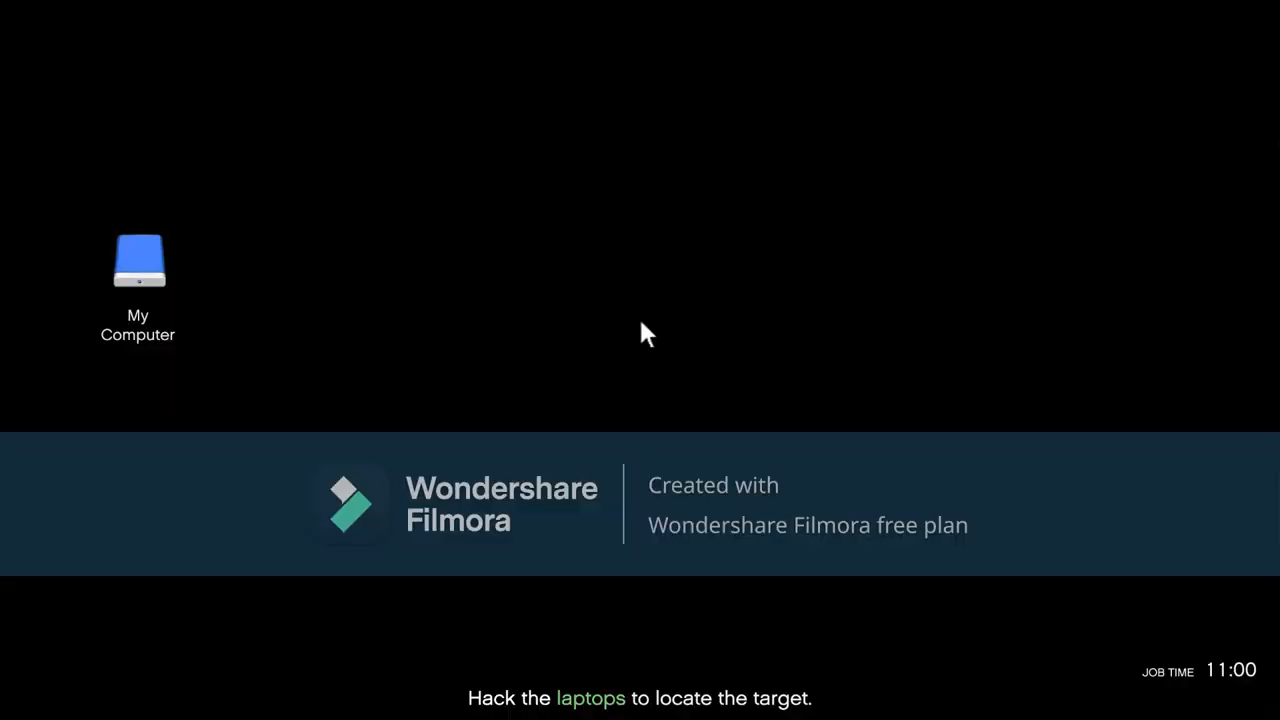 My
Computer
Wondershare
Filmora
Created with
Wondershare Filmora free plan
JOB TIME 11:00
Hack the laptops to locate the target.